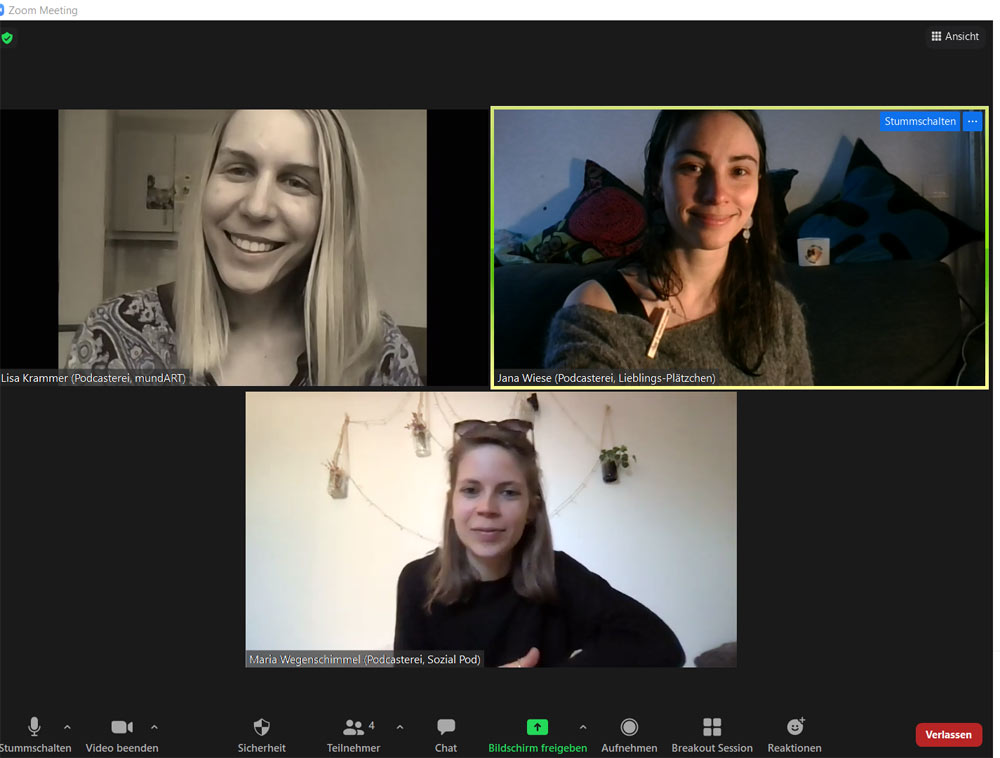 Zoom Meeting
Ansicht
Stummschalten
Lisa Krammer (Podcasterei, mundART)
Jana Wiese (Podcasterei, Lieblings-Plätzchen)
Maria Wegenschimmel (Podcasterei, Sozial Pod)
4
Stummschalten Video beenden Sicherheit Teilnehmer Chat Bildschirm freigeben Aufnehmen Breakout Session Reaktionen
Verlassen